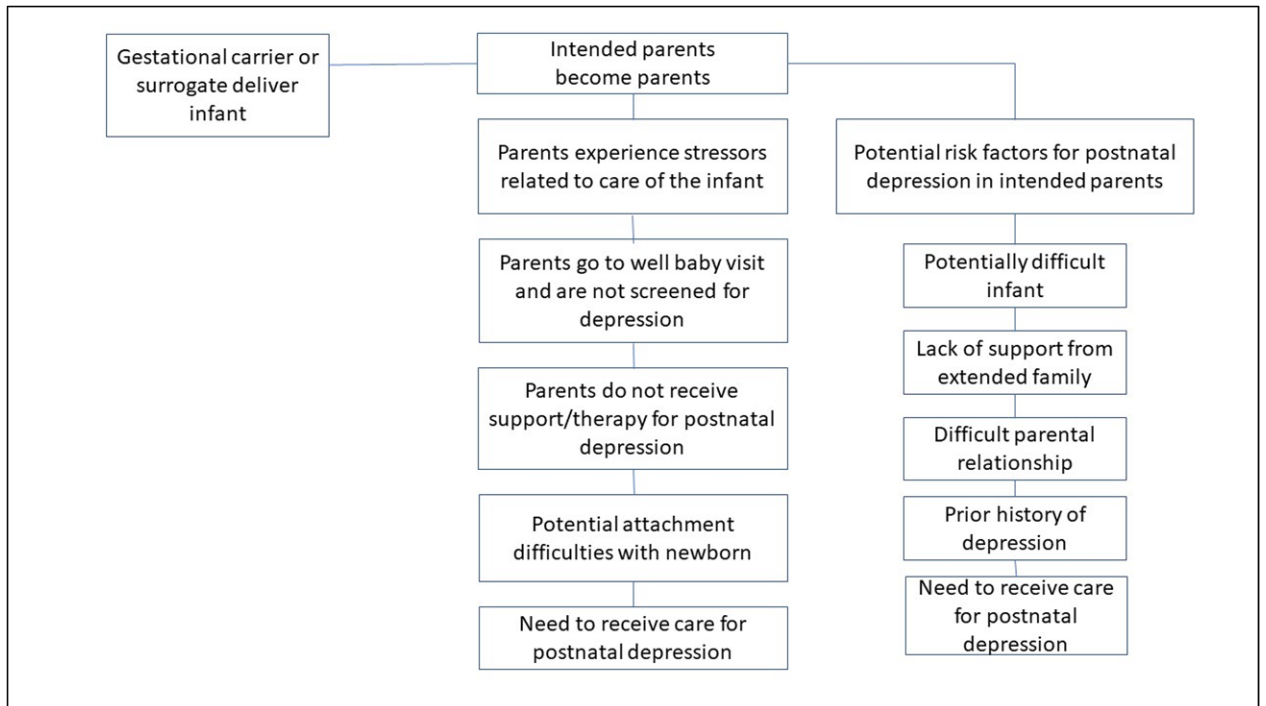 Gestational carrier or
surrogate deliver
infant
Intended parents
become parents
Parents experience stressors
related to care of the infant
Parents go to well baby visit
and are not screened for
depression
Parents do not receive
support/therapy for postnatal
depression
Potential attachment
difficulties with newborn
Need to receive care for
postnatal depression
Potential risk factors for postnatal
depression in intended parents
Potentially difficult
infant
Lack of support from
extended family
Difficult parental
relationship
Prior history of
depression
Need to receive care
for postnatal
depression